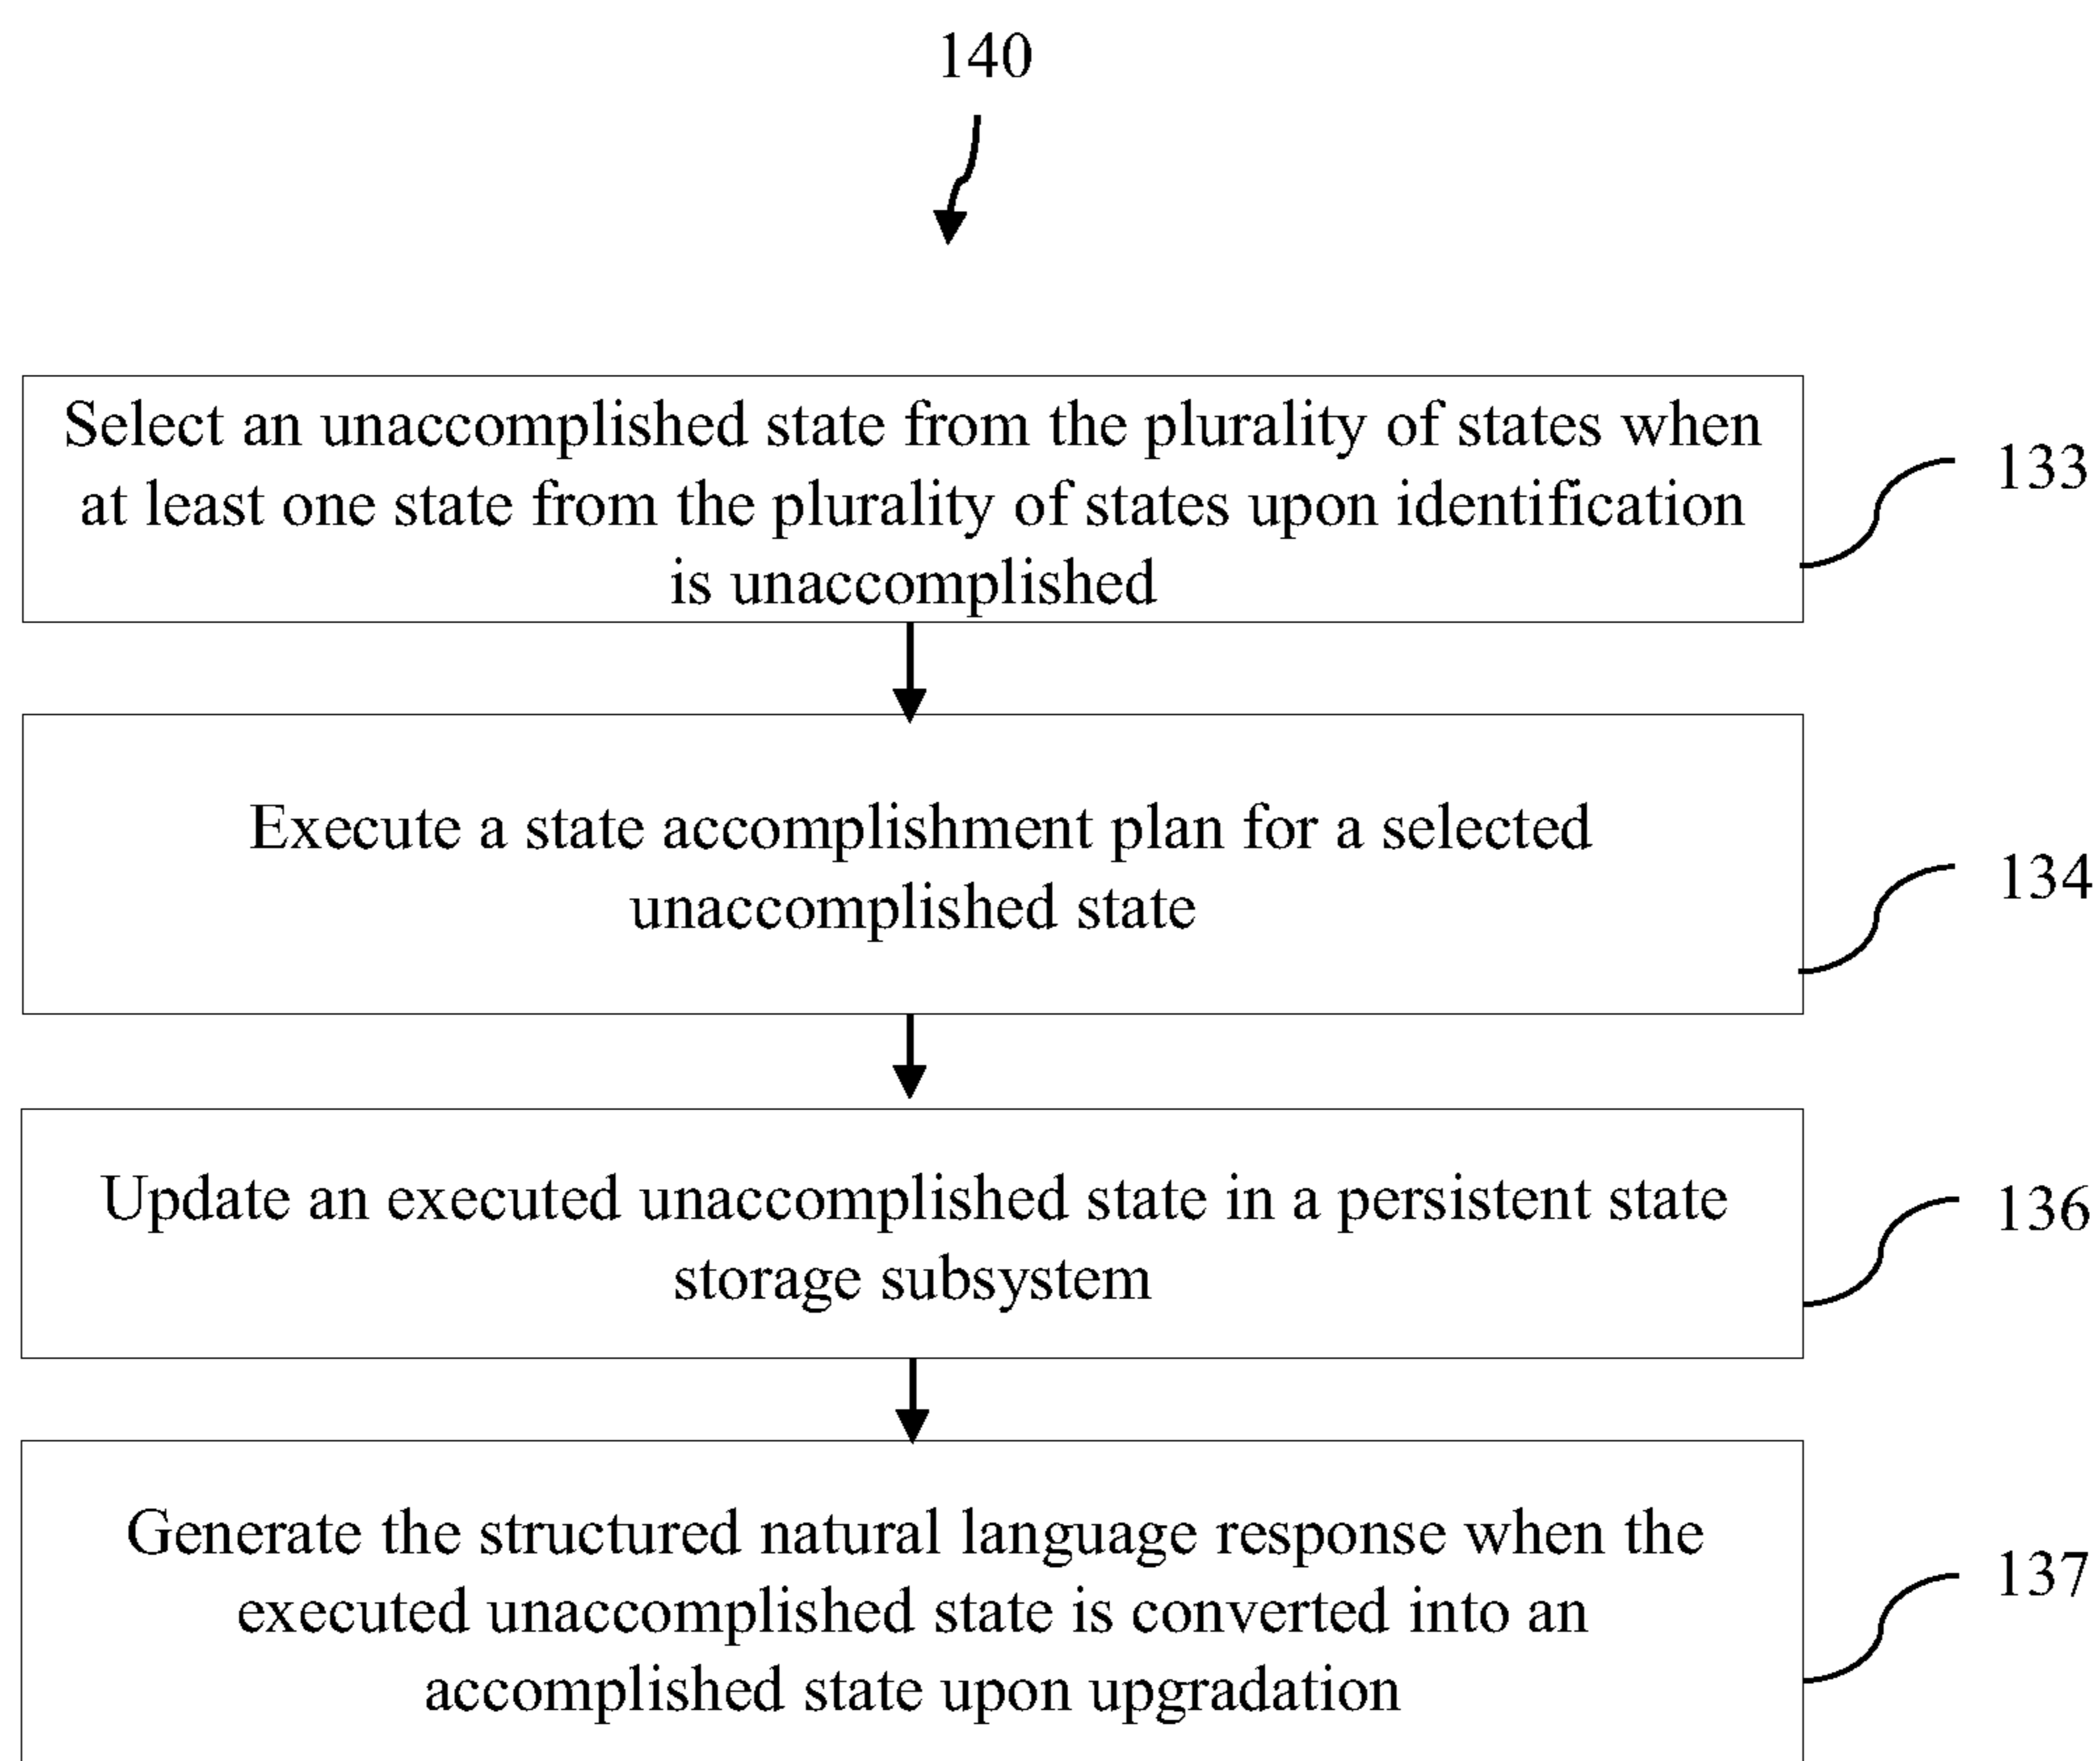 140
Select an unaccomplished state from the plurality of states when
at least one state from the plurality of states upon identification
is unaccomplished
133
Execute a state accomplishment plan for a selected
unaccomplished state
134
Update an executed unaccomplished state in a persistent state
storage subsystem
136
Generate the structured natural language response when the
executed unaccomplished state is converted into an
accomplished state upon upgradation
137